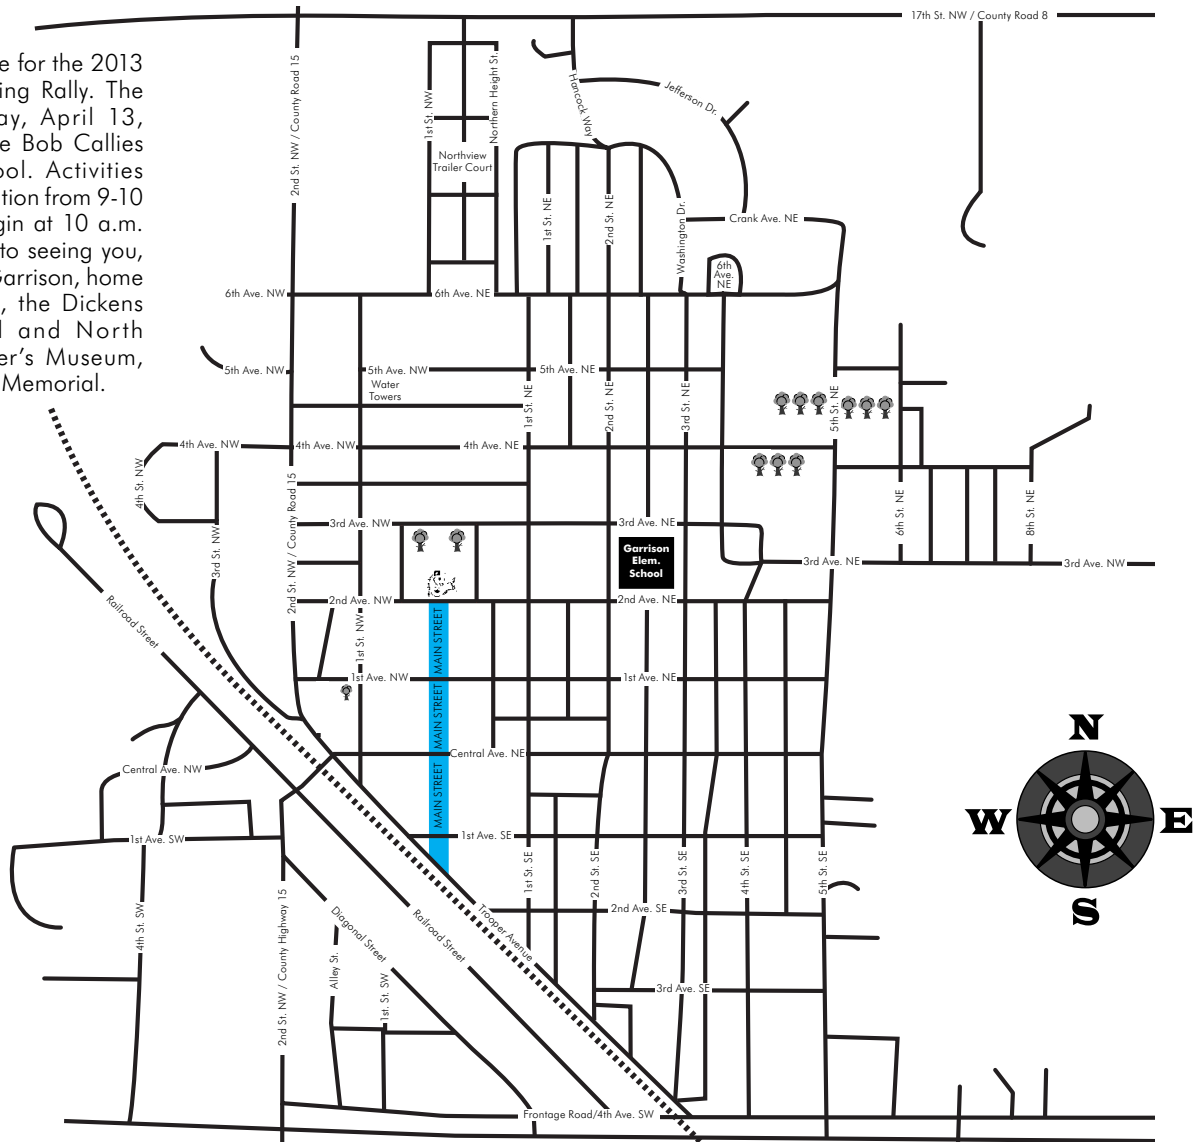 17th St. NW / County Road 8
e for the 2013
ing Rally. The
ay, April 13,
e Bob Callies
ool. Activities
tion from 9-10
gin at 10 a.m.
to seeing you,
Garrison, home
, the Dickens
l and North
er's Museum,
Memorial.
2nd St. NW / County Road 15
1st St. NW
Northern Height St.
Northview
Trailer Court
Hancock Way
Jefferson Dr.
1st St. NE
2nd St. NE
Washington Dr.
Crank Ave. NE
6th
Ave.
NE
6th Ave. NW
6th Ave. NE
5th Ave. NW
5th Ave. NW
5th Ave. NE
Water
Towers
1st St. NE
2nd St. NE
3rd St. NE
5th St. NE
4th Ave. NW
4th Ave. NW
4th Ave. NE
4th St. NW
3rd St. NW
2nd St. NW / County Road 15
6th St. NE
8th St. NE
3rd Ave. NW
3rd Ave. NE
Garrison
Elem.
School
3rd Ave. NE
3rd Ave. NW
2nd Ave. NW
2nd Ave. NE
Railroad Street
1st St. NW
MAIN STREET
1st Ave. NW
1st Ave. NE
MAIN STREET
Central Ave. NE
Central Ave. NW
MAIN STREET
1st Ave. SW
1st Ave. SE
N
W
E
S
1st St. SE
2nd St. SE
3rd St. SE
4th St. SE
5th St. SE
4th St. SW
2nd St. NW / County Highway 15
Diagonal Street
Railroad Street
Trooper Avenue
2nd Ave. SE
Alley St.
1st. St. SW
3rd Ave. SE
Frontage Road/4th Ave. SW